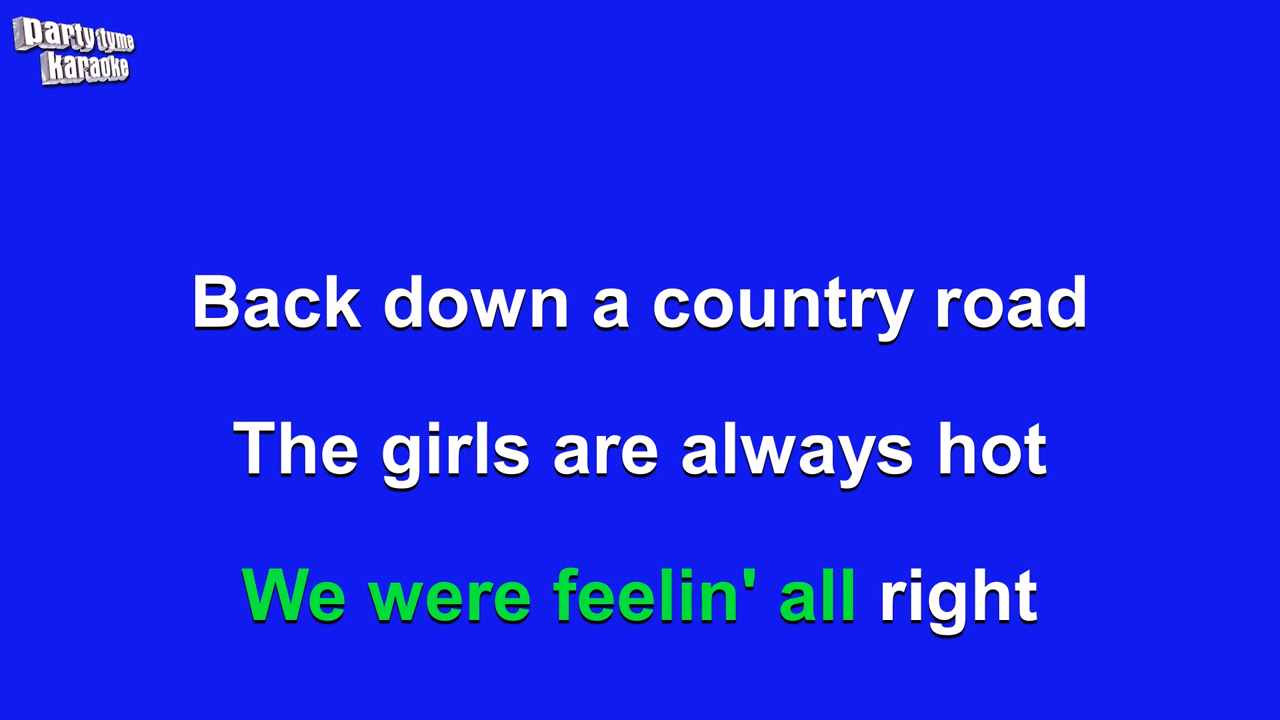 party tyme
karaoke
Back down a country road
The girls are always hot
We were feelin' all right